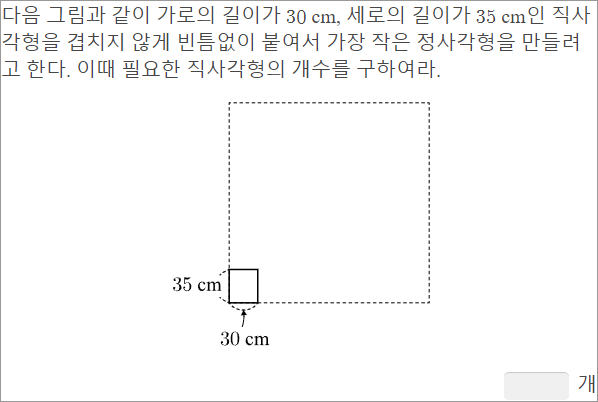 다음 그림과 같이 가로의 길이가 30 cm, 세로의 길이가 35 cm인 직사
각형을 겹치지 않게 빈틈없이 붙여서 가장 작은 정사각형을 만들려
고 한다. 이때 필요한 직사각형의 개수를 구하여라.
35 cm
30 cm
개